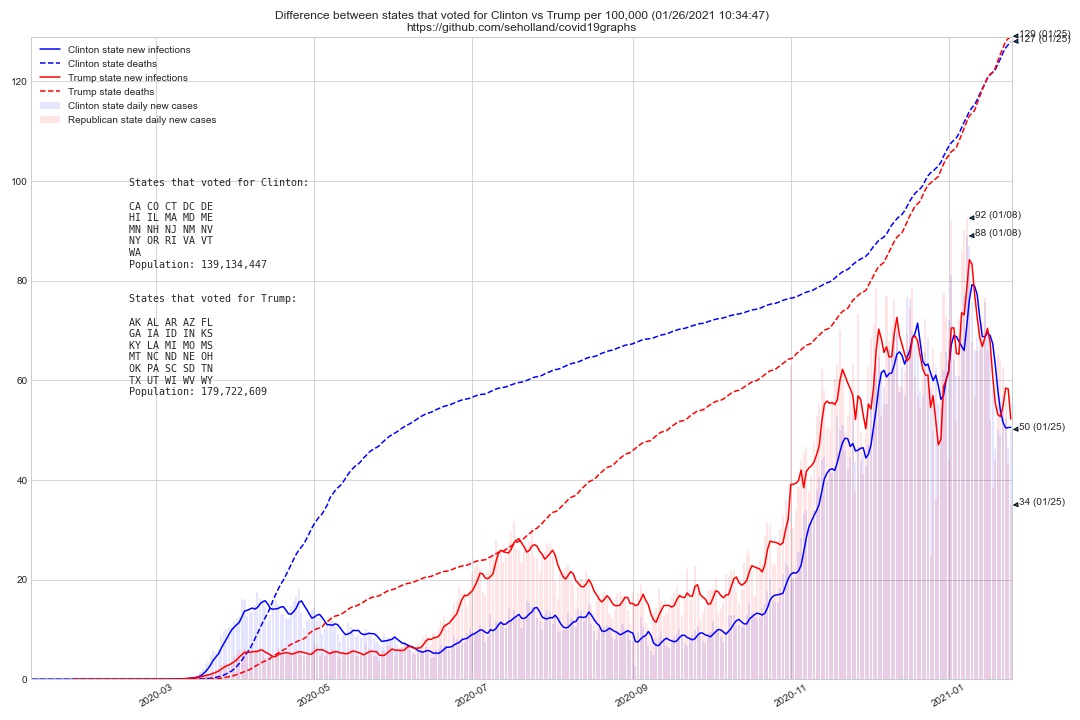 Difference between states that voted for Clinton vs Trump per 100,000 (01/26/2021 10:34:47)
https://github.com/seholland/covid19graphs
Clinton state new infections
Clinton state deaths
Trump state new infections
Trump state deaths
Clinton state daily new cases
Republican state daily new cases
States that voted for Clinton:
CA CO CT DC DE
HI IL MA MD ME
MN NH NJ NM NV
NY OR RI VA VT
WA
Population: 139,134,447
States that voted for Trump:
AK AL AR AZ FL
GA IA ID IN KS
KY LA MI MO MS
MT NC ND NE OH
OK PA SC SD TN
TX UT WI WV WY
Population: 179,722,609
129 (01/25)
127 (01/25)
92 (01/08)
88 (01/08)
50 (01/25)
34 (01/25)
120
100
80
60
40
20
0
2020-03
2020-05
2020-07
2020-09
2020-11
2021-01